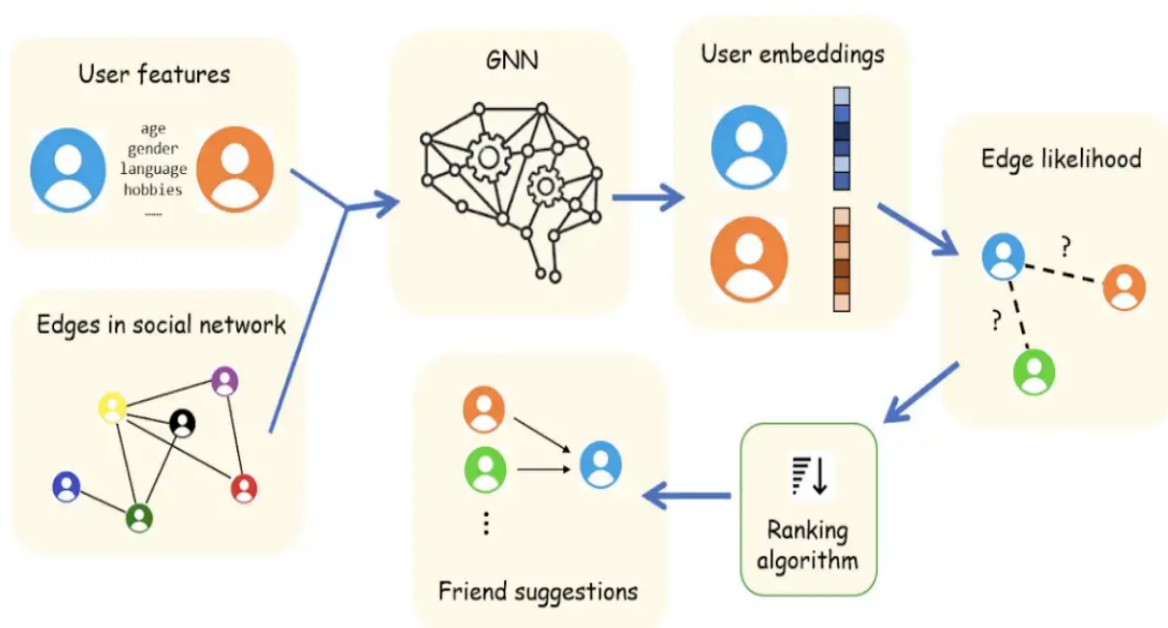 User features
age
gender
language
hobbies
......
Edges in social network
GNN
User embeddings
Edge likelihood
?
?
Ranking
algorithm
Friend suggestions